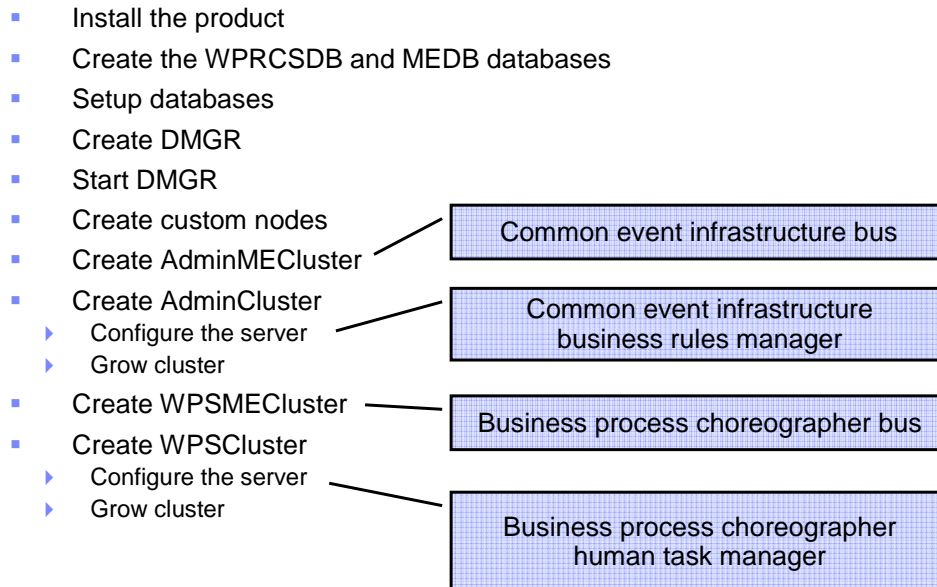 Install the product
Create the WPRCSDB and MEDB databases
Setup databases
Create DMGR
Start DMGR
Create custom nodes
Create AdminMECluster
Common event infrastructure bus
Create AdminCluster
Configure the server
Grow cluster
Common event infrastructure
business rules manager
Create WPSMECluster
Business process choreographer bus
Create WPSCluster
Configure the server
Grow cluster
Business process choreographer
human task manager